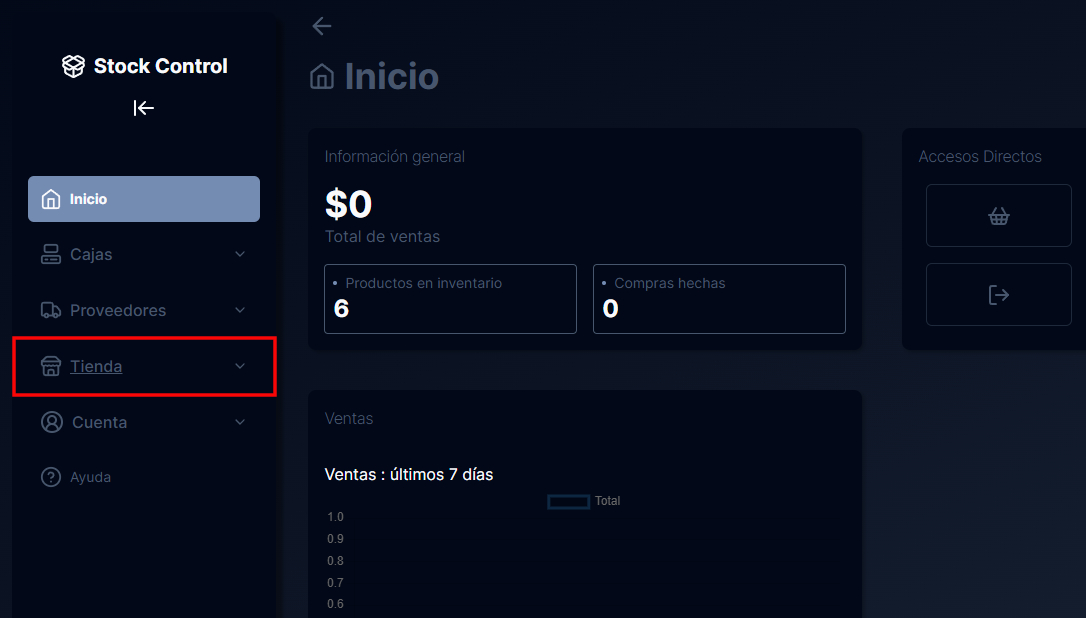 Stock Control
Inicio
Cajas
Proveedores
Tienda
Cuenta
Ayuda
Inicio
Información general
$0
Total de ventas
Productos en inventario
6
Compras hechas
0
Accesos Directos
Ventas
Ventas : últimos 7 días
Total
1.0
0.9
0.8
0.7
0.6